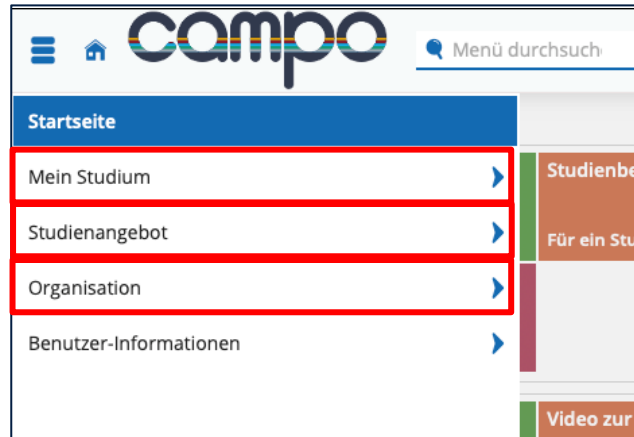 campo
Menü durchsuch
Startseite
Mein Studium
Studienangebot
Organisation
Benutzer-Informationen
Studienbe
Für ein Stu
Video zur